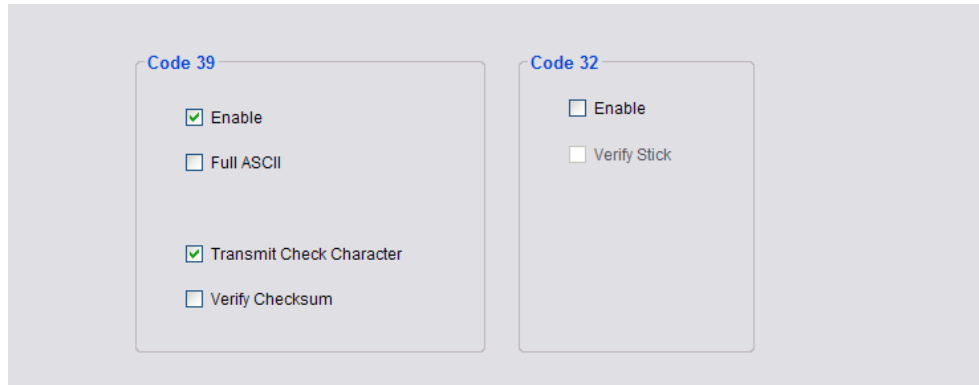 Code 39
Enable
Full ASCII
Transmit Check Character
Verify Checksum
Code 32
Enable
Verify Stick